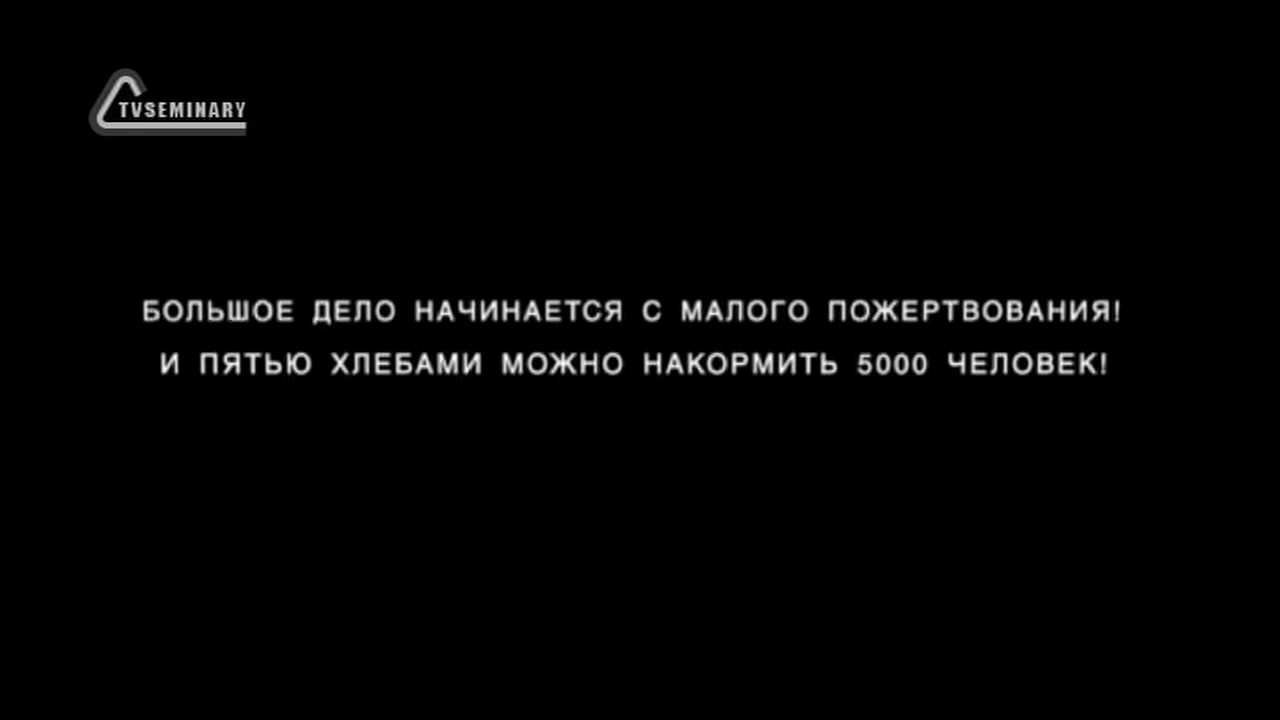 TVSEMINARY
БОЛЬШОЕ ДЕЛО НАЧИНАЕТСЯ С МАЛОГО ПОЖЕРТВОВАНИЯ!
И ПЯТЬЮ ХЛЕБАМИ МОЖНО НАКОРМИТЬ 5000 ЧЕЛОВЕК!